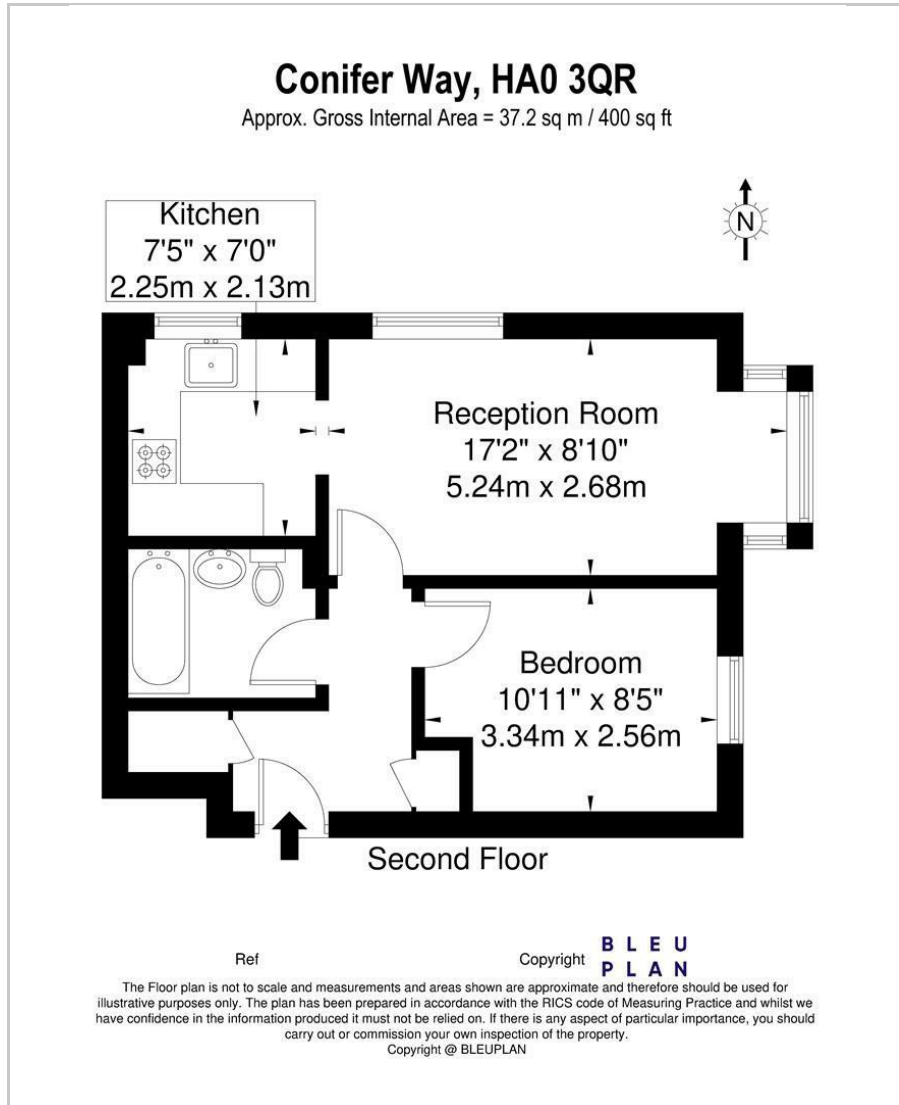 Conifer Way, HA0 3QR
Approx. Gross Internal Area = 37.2 sq m / 400 sq ft
Kitchen
7'5" x 7'0"
2.25m x 2.13m
N
Reception Room
17'2" x 8'10"
5.24m x 2.68m
Bedroom
10'11" x 8'5"
3.34m x 2.56m
Second Floor
Ref
Copyright
BLEU
PLAN
The Floor plan is not to scale and measurements and areas shown are approximate and therefore should be used for
illustrative purposes only. The plan has been prepared in accordance with the RICS code of Measuring Practice and whilst we
have confidence in the information produced it must not be relied on. If there is any aspect of particular importance, you should
carry out or commission your own inspection of the property.
Copyright @ BLEUPLAN